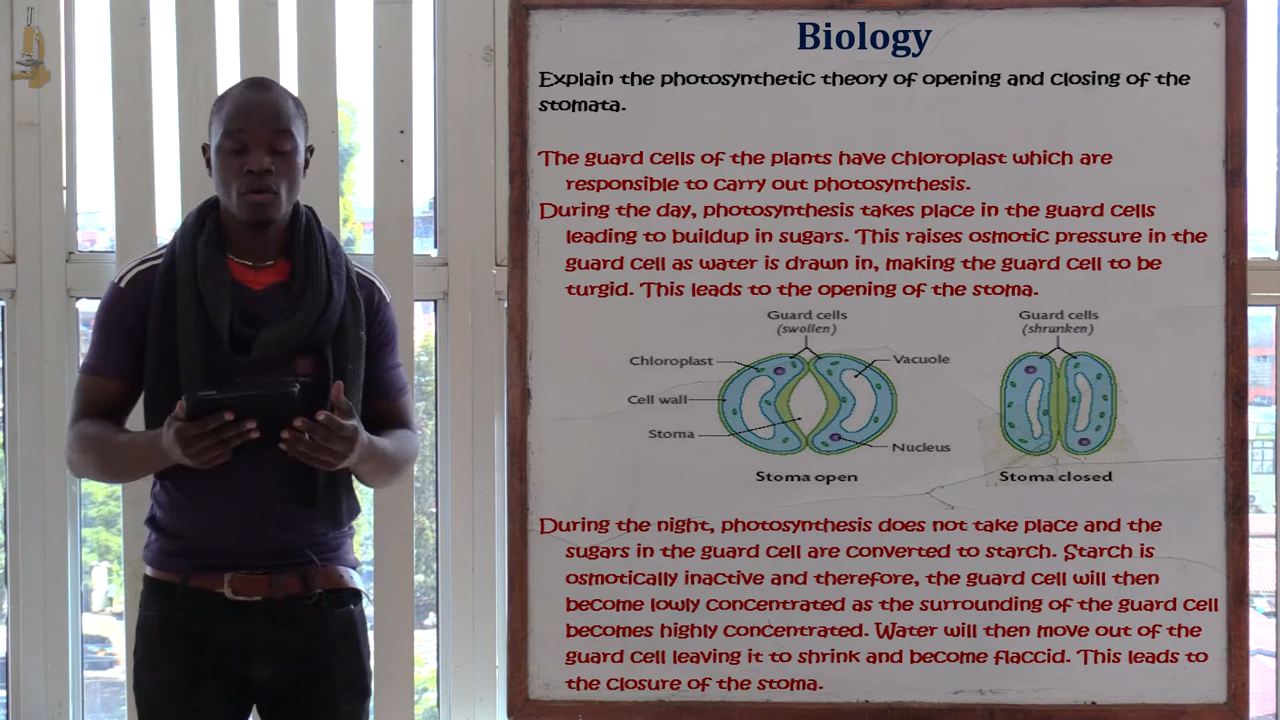 Biology
Explain the photosynthetic theory of opening and closing of the
stomata.
The guard cells of the plants have chloroplast which are
responsible to carry out photosynthesis.
During the day, photosynthesis takes place in the guard cells
leading to buildup in sugars. This raises osmotic pressure in the
guard cell as water is drawn in, making the guard cell to be
turgid. This leads to the opening of the stoma.
Guard cells
(swollen)
Guard cells
(shrunken)
Chloroplast
Vacuole
Cell wall
Stoma
Nucleus
Stoma open
Stoma closed
During the night, photosynthesis does not take place and the
sugars in the guard cell are converted to starch. Starch is
osmotically inactive and therefore, the guard cell will then
become lowly concentrated as the surrounding of the guard cell
becomes highly concentrated. Water will then move out of the
guard cell leaving it to shrink and become flaccid. This leads to
the closure of the stoma.